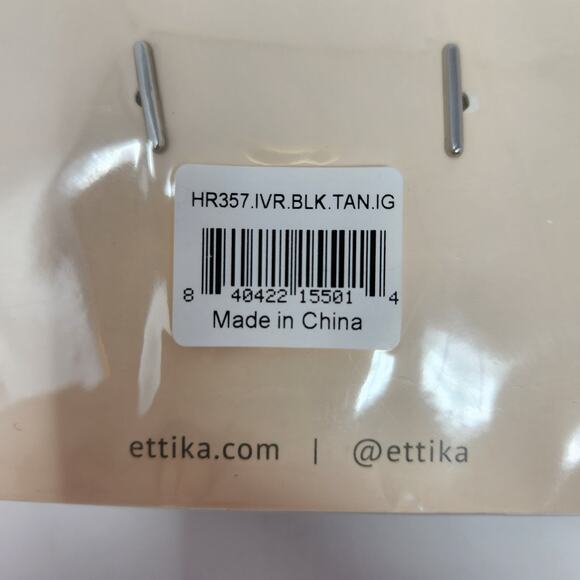 HR357.IVR.BLK.TAN.IG
8 40422 15501 4
Made in China
ettika.com | @ettika